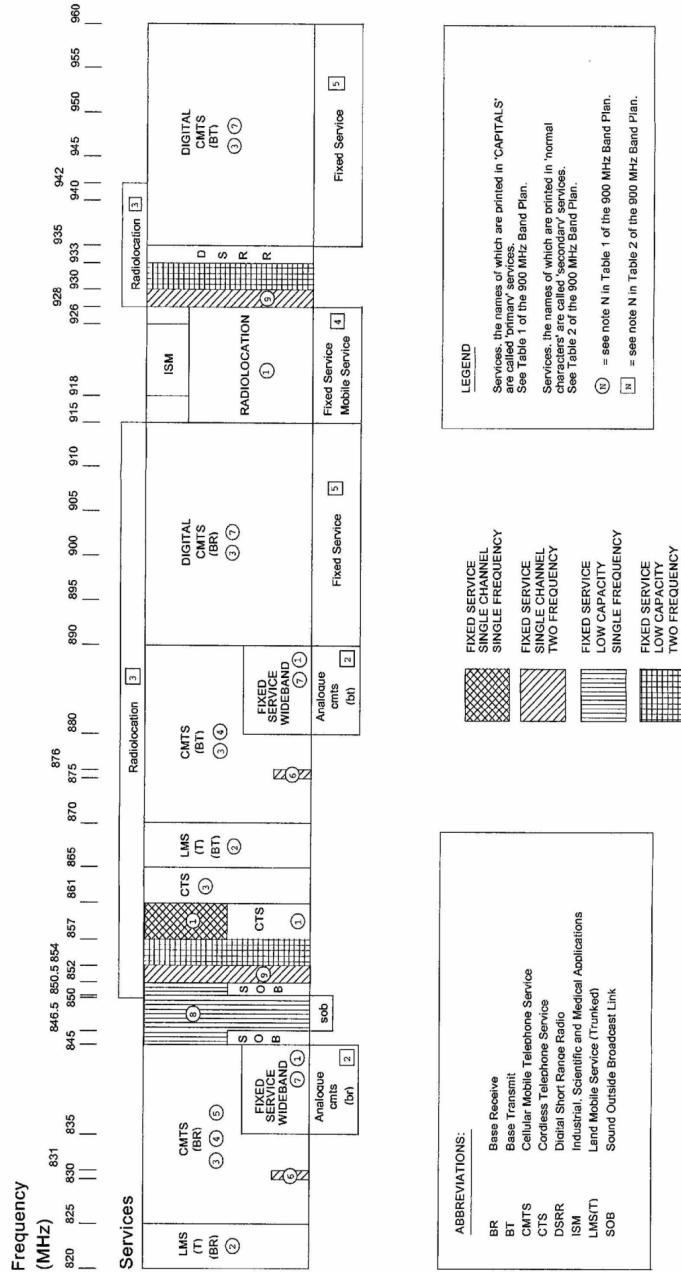 Frequency
(MHz)
820 825 830 831 835 845 846.5 850 850.5 852 854 857 861 865 870 875 876 880 890 895 900 905 910 915 918 926 928 930 933 935 940 942 945 950 955 960
Services
Radiolocation 3
Radiolocation 3
LMS
(T)
(BR)
2
CMTS
(BR)
3 4 5
6
FIXED
SERVICE
WIDEBAND
7 1
Analogue
cmts
(br)
2
S O B
8
sob
S O B
9
1
CTS
1
CTS
3
LMS
(T)
(BT)
2
CMTS
(BT)
3 4
6
FIXED
SERVICE
WIDEBAND
7 1
Analogue
cmts
(bt)
2
DIGITAL
CMTS
(BR)
3 7
Fixed Service 5
ISM
RADIOLOCATION
1
Fixed Service
Mobile Service
4
9
D S R R
DIGITAL
CMTS
(BT)
3 7
Fixed Service 5
ABBREVIATIONS:
BR Base Receive
BT Base Transmit
CMTS Cellular Mobile Telephone Service
CTS Cordless Telephone Service
DSRR Digital Short Range Radio
ISM Industrial, Scientific and Medical Applications
LMS(T) Land Mobile Service (Trunked)
SOB Sound Outside Broadcast Link
FIXED SERVICE
SINGLE CHANNEL
SINGLE FREQUENCY
FIXED SERVICE
SINGLE CHANNEL
TWO FREQUENCY
FIXED SERVICE
LOW CAPACITY
SINGLE FREQUENCY
FIXED SERVICE
LOW CAPACITY
TWO FREQUENCY
LEGEND
Services, the names of which are printed in 'CAPITALS'
are called 'primary' services.
See Table 1 of the 900 MHz Band Plan.
Services, the names of which are printed in 'normal
characters' are called 'secondary' services.
See Table 2 of the 900 MHz Band Plan.
N = see note N in Table 1 of the 900 MHz Band Plan.
N = see note N in Table 2 of the 900 MHz Band Plan.